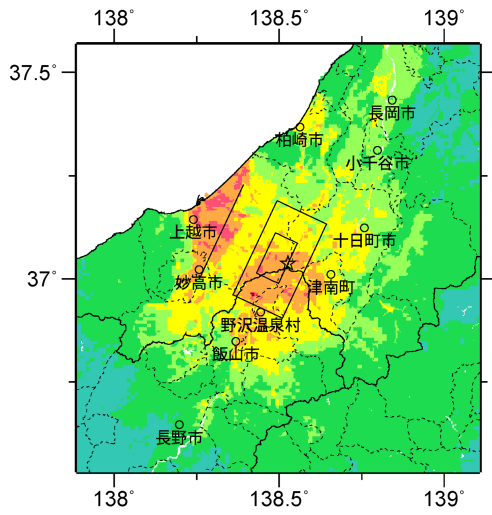 138° 138.5° 139°
37.5°
長岡市
柏崎市
小千谷市
上越市
十日町市
37°
妙高市
津南町
野沢温泉村
飯山市
長野市
138° 138.5° 139°